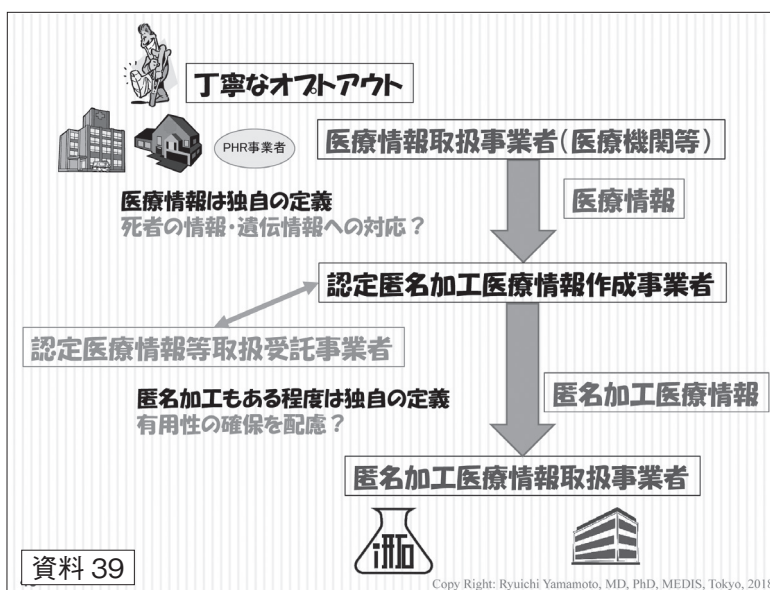 丁寧なオプトアウト
PHR事業者
医療情報取扱事業者(医療機関等)
医療情報は独自の定義
死者の情報・遺伝情報への対応?
医療情報
認定匿名加工医療情報作成事業者
認定医療情報等取扱受託事業者
匿名加工もある程度は独自の定義
有用性の確保を配慮?
匿名加工医療情報
匿名加工医療情報取扱事業者
資料 39
Copy Right: Ryuichi Yamamoto, MD, PhD, MEDIS, Tokyo, 2018